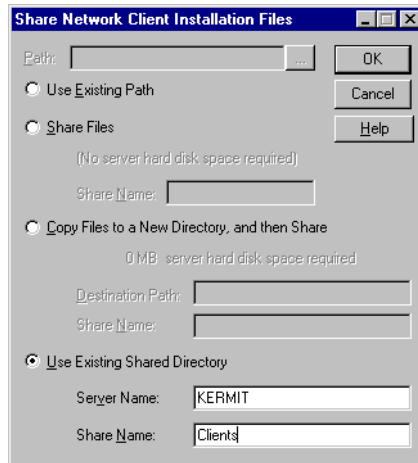 Share Network Client Installation Files
Path: ...
OK
Use Existing Path
Cancel
Share Files
Help
(No server hard disk space required)
Share Name:
Copy Files to a New Directory, and then Share
0 MB server hard disk space required
Destination Path:
Share Name:
Use Existing Shared Directory
Server Name: KERMIT
Share Name: Clients